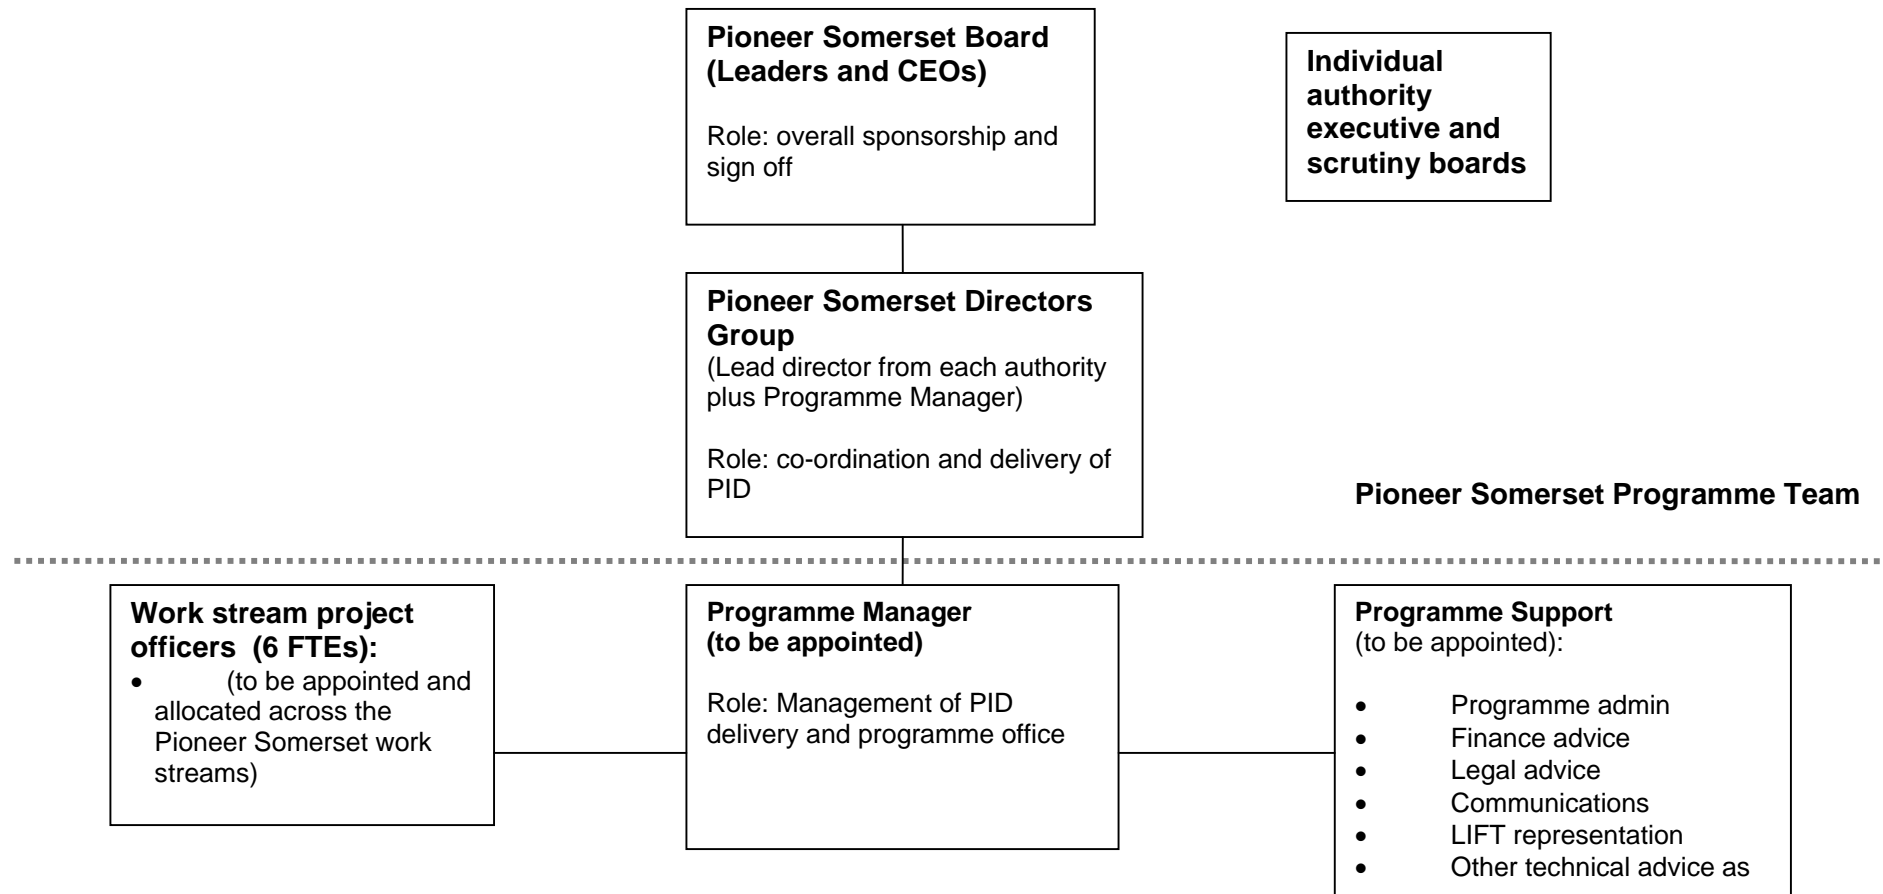 Pioneer Somerset Board
(Leaders and CEOs)
Role: overall sponsorship and
sign off
Individual
authority
executive and
scrutiny boards
Pioneer Somerset Directors
Group
(Lead director from each authority
plus Programme Manager)
Role: co-ordination and delivery of
PID
Pioneer Somerset Programme Team
Work stream project
officers (6 FTEs):
• (to be appointed and
allocated across the
Pioneer Somerset work
streams)
Programme Manager
(to be appointed)
Role: Management of PID
delivery and programme office
Programme Support
(to be appointed):
• Programme admin
• Finance advice
• Legal advice
• Communications
• LIFT representation
• Other technical advice as